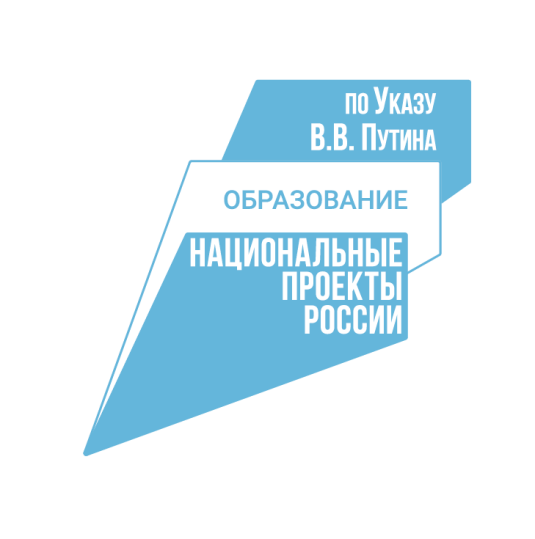 по Указу
В.В. Путина
ОБРАЗОВАНИЕ
НАЦИОНАЛЬНЫЕ
ПРОЕКТЫ
РОССИИ